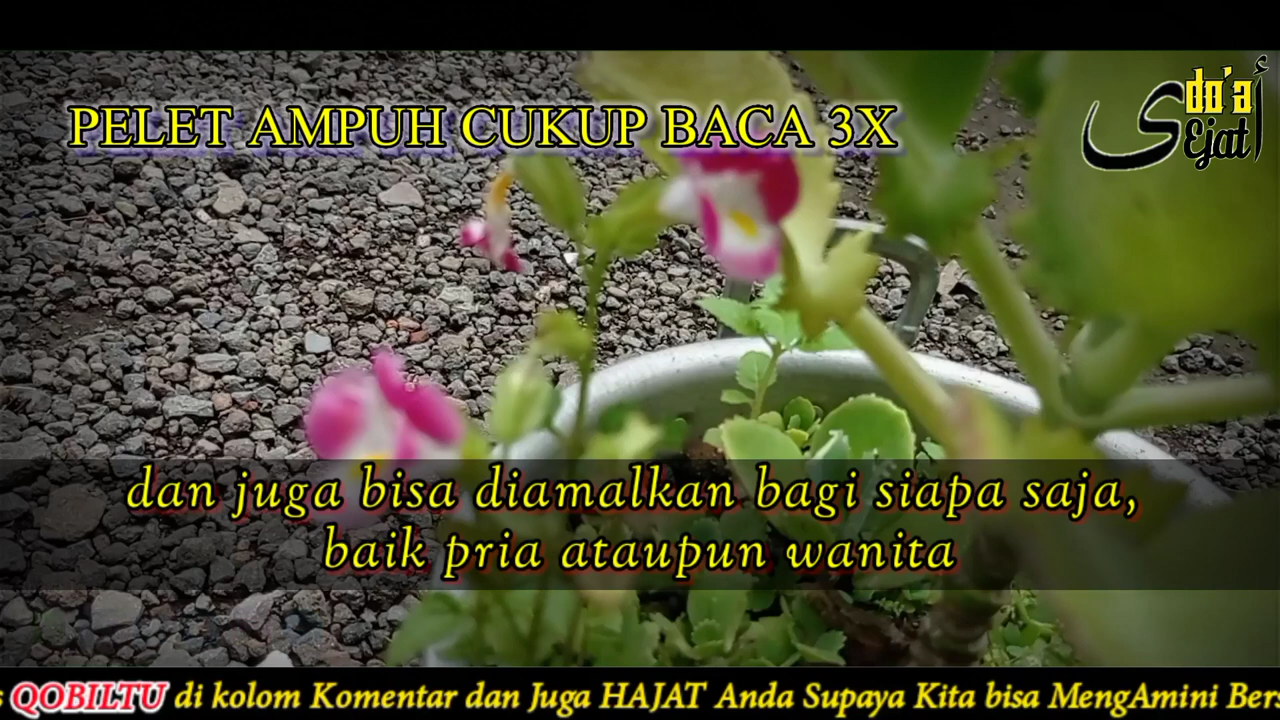 PELET AMPUH CUKUP BACA 3X
do'a
Ejati
dan juga bisa diamalkan bagi siapa saja,
baik pria ataupun wanita
QOBILTU di kolom Komentar dan Juga HAJAT Anda Supaya Kita bisa MengAmini